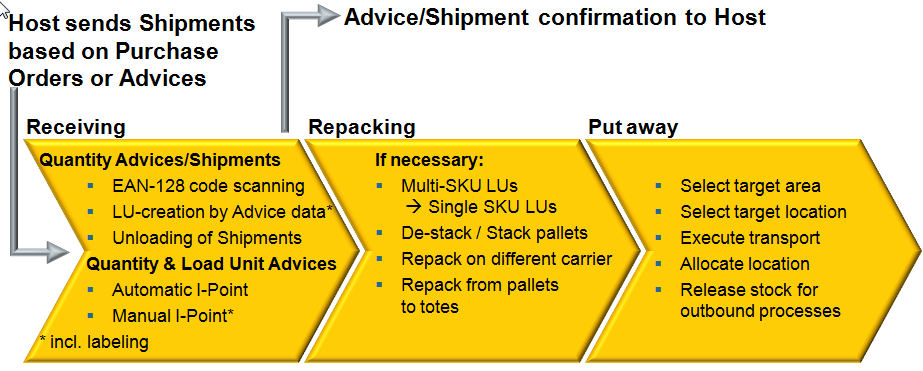 Host sends Shipments
based on Purchase
Orders or Advices
Advice/Shipment confirmation to Host
Receiving
Quantity Advices/Shipments
▪ EAN-128 code scanning
▪ LU-creation by Advice data*
▪ Unloading of Shipments
Quantity & Load Unit Advices
▪ Automatic I-Point
▪ Manual I-Point*
* incl. labeling
Repacking
If necessary:
▪ Multi-SKU LUs
→ Single SKU LUs
▪ De-stack / Stack pallets
▪ Repack on different carrier
▪ Repack from pallets
to totes
Put away
▪ Select target area
▪ Select target location
▪ Execute transport
▪ Allocate location
▪ Release stock for
outbound processes